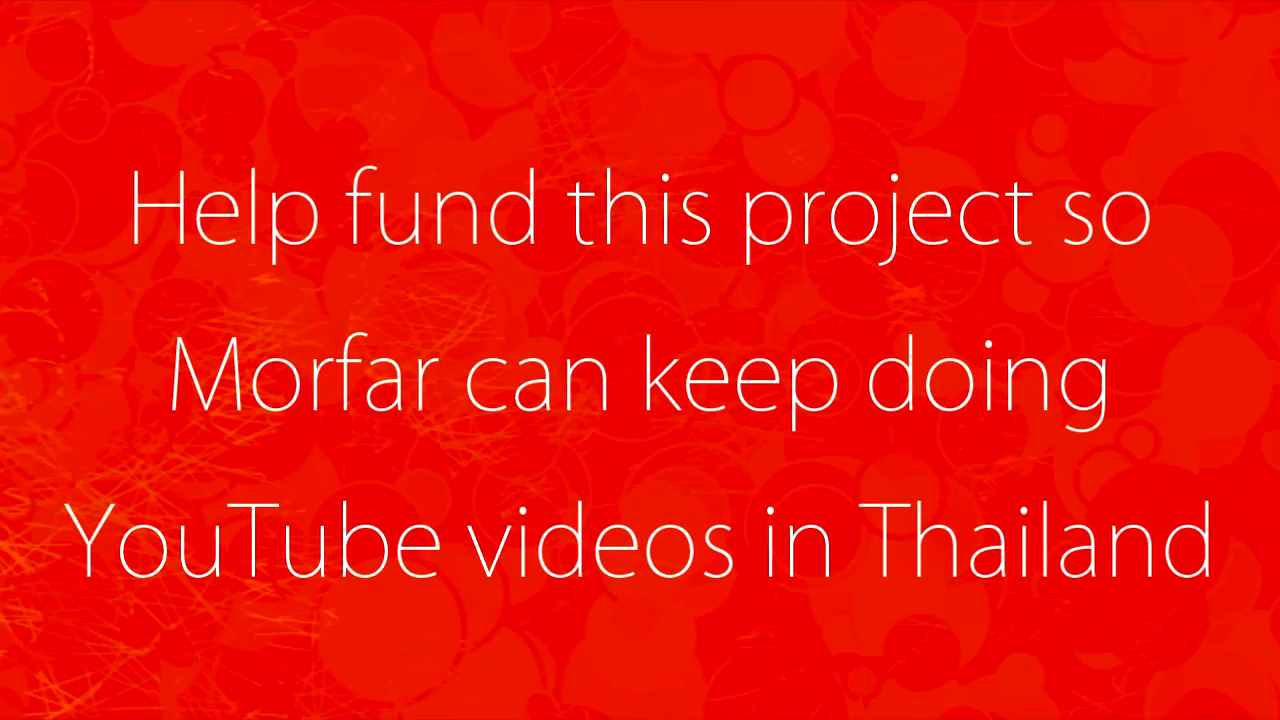 Help fund this project so
Morfar can keep doing
YouTube videos in Thailand